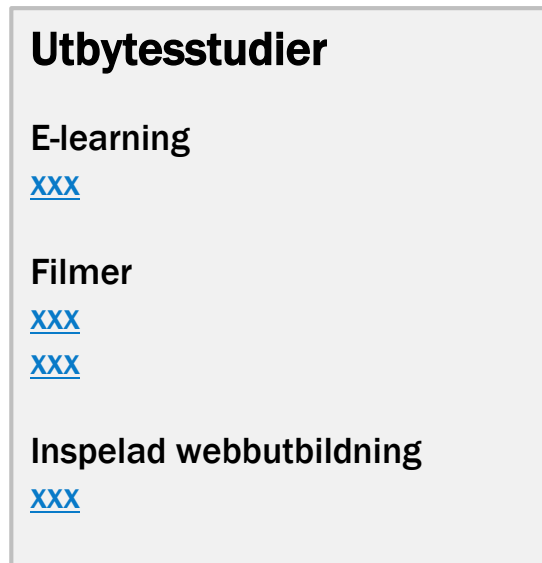 Utbytesstudier
E-learning
xxx
Filmer
xxx
xxx
Inspelad webbutbildning
xxx